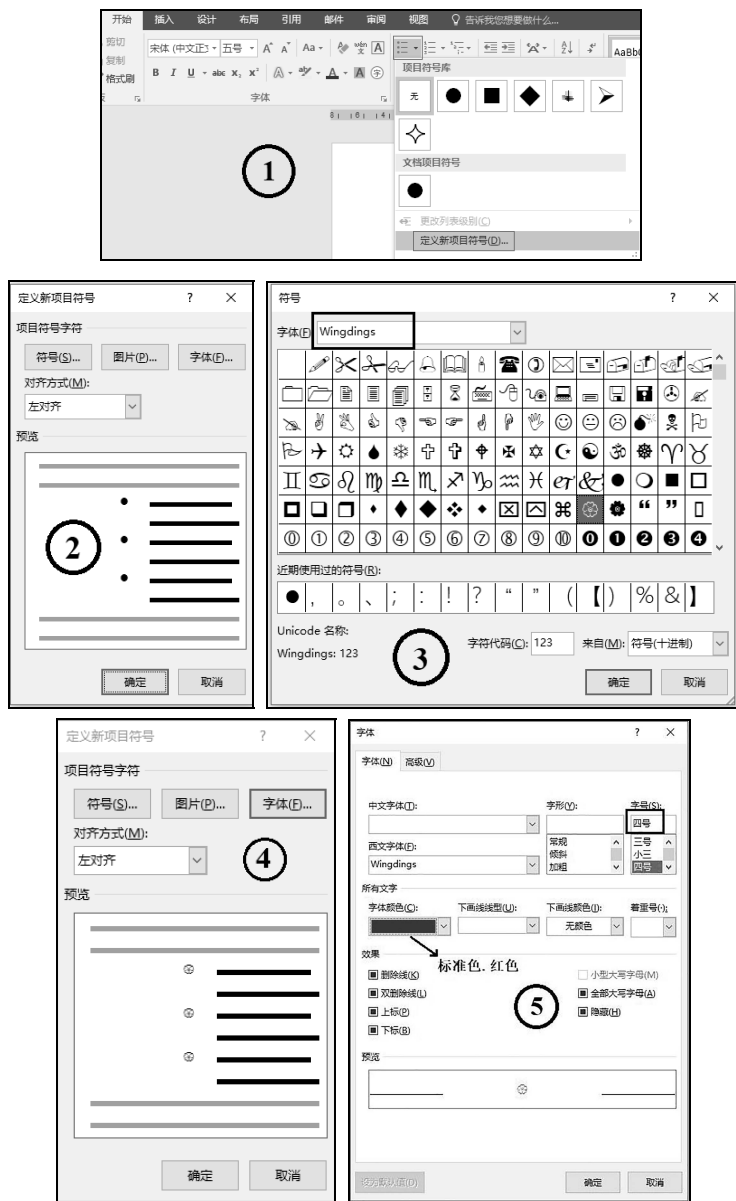 开始 插入 设计 布局 引用 邮件 审阅 视图 告诉我您想要做什么...
剪切
复制
格式刷
宋体 (中文正 五号 A A Aa wén 文 A
B I U abc X₂ X² A aby A A 字
AaBb
字体
8 6 4
项目符号库
无
文档项目符号
更改列表级别(C)
定义新项目符号(D)...
1
定义新项目符号 ? ×
项目符号字符
符号(S)... 图片(P)... 字体(F)...
对齐方式(M):
左对齐
预览
2
确定 取消
符号 ? ×
字体(F) Wingdings
近期使用过的符号(R):
● , 。 、 ; : ! ? “ ” ( 【 ) % & 】
Unicode 名称:
Wingdings: 123
3
字符代码(C): 123 来自(M): 符号(十进制)
确定 取消
定义新项目符号 ? ×
项目符号字符
符号(S)... 图片(P)... 字体(F)...
对齐方式(M):
左对齐
4
预览
确定 取消
字体 ? ×
字体(N) 高级(V)
中文字体(T): 字形(Y): 字号(S):
四号
西文字体(F): 常规 三号
Wingdings 倾斜 小三
加粗 四号
所有文字
字体颜色(C): 下画线线型(U): 下画线颜色(I): 着重号(·):
无颜色
标准色.红色
效果
删除线(K) 小型大写字母(M)
双删除线(L) 全部大写字母(A)
上标(P) 隐藏(H)
下标(B)
5
预览
设为默认值(D) 确定 取消